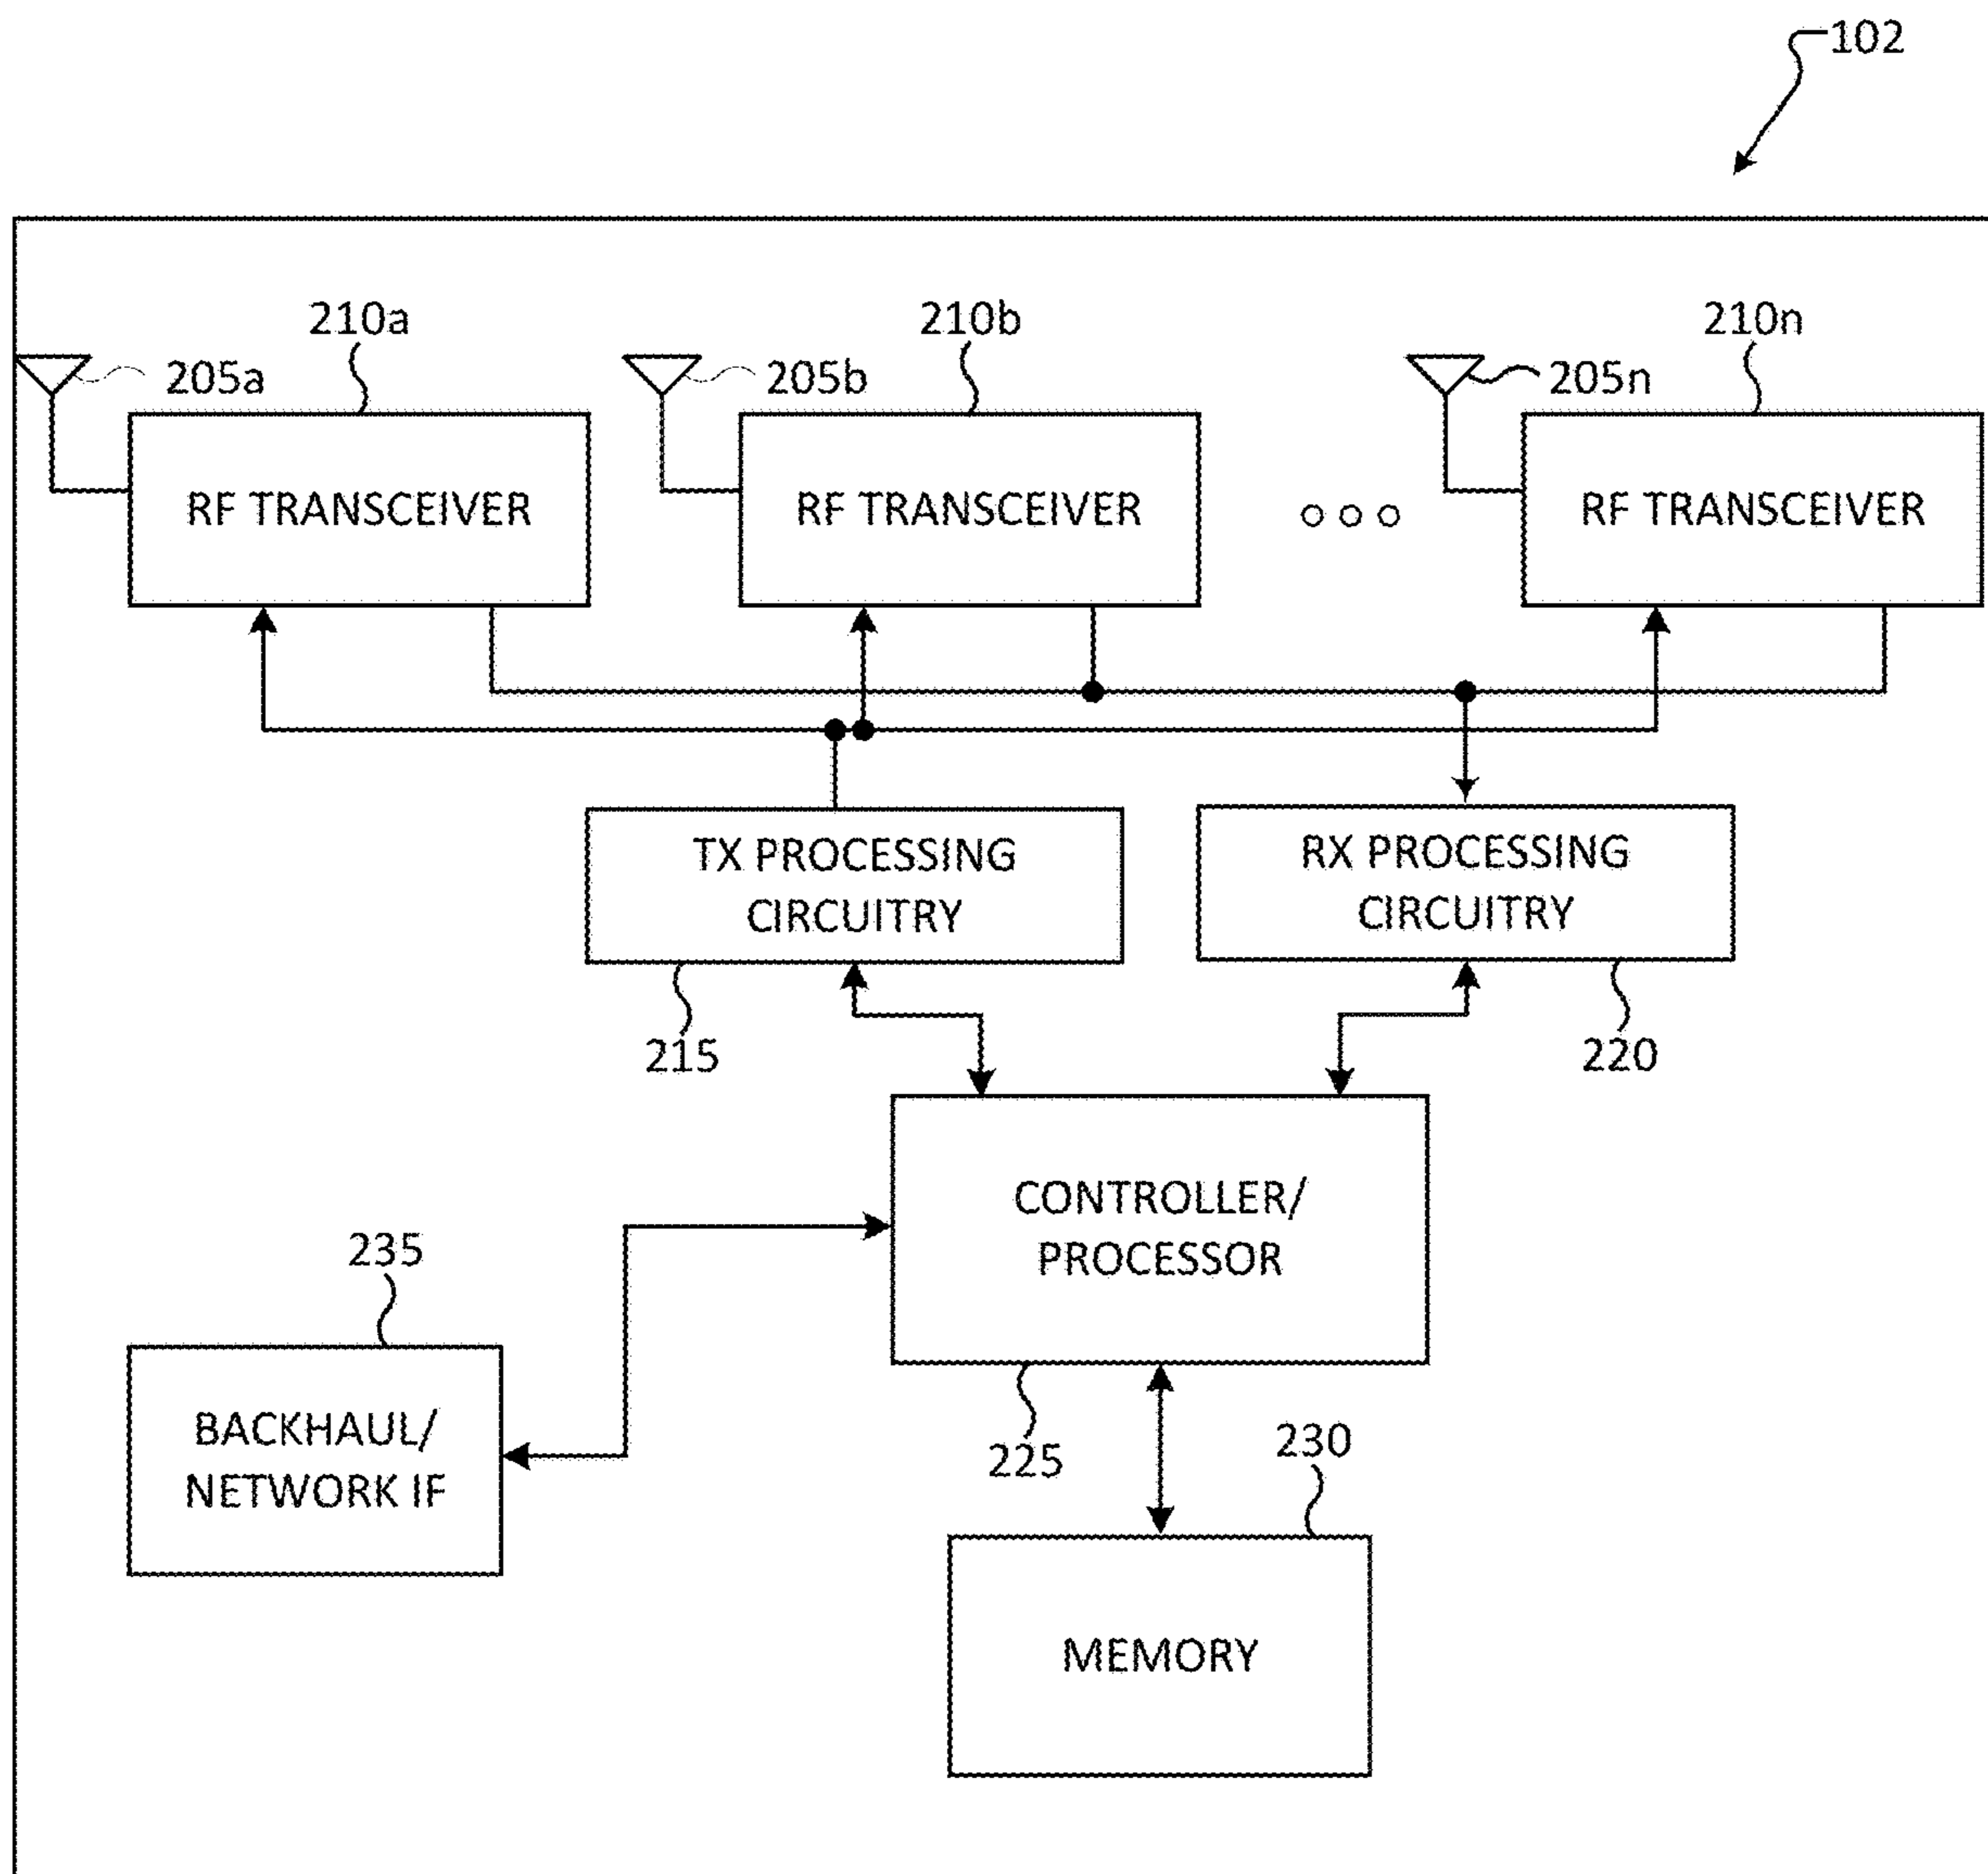 102
210a
210b
210n
205a
205b
205n
RF TRANSCEIVER
RF TRANSCEIVER
RF TRANSCEIVER
TX PROCESSING
CIRCUITRY
RX PROCESSING
CIRCUITRY
215
220
CONTROLLER/
PROCESSOR
235
BACKHAUL/
NETWORK IF
225
230
MEMORY